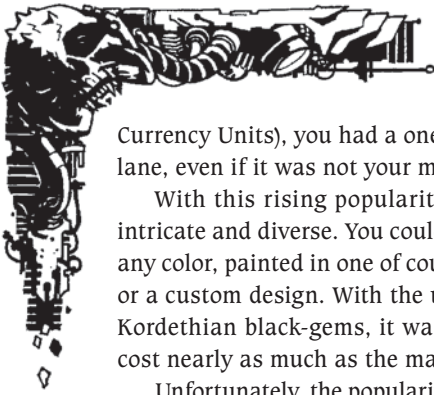 Currency Units), you had a one
lane, even if it was not your m
With this rising popularit
intricate and diverse. You coul
any color, painted in one of cou
or a custom design. With the u
Kordethian black-gems, it wa
cost nearly as much as the ma
Unfortunately, the populari